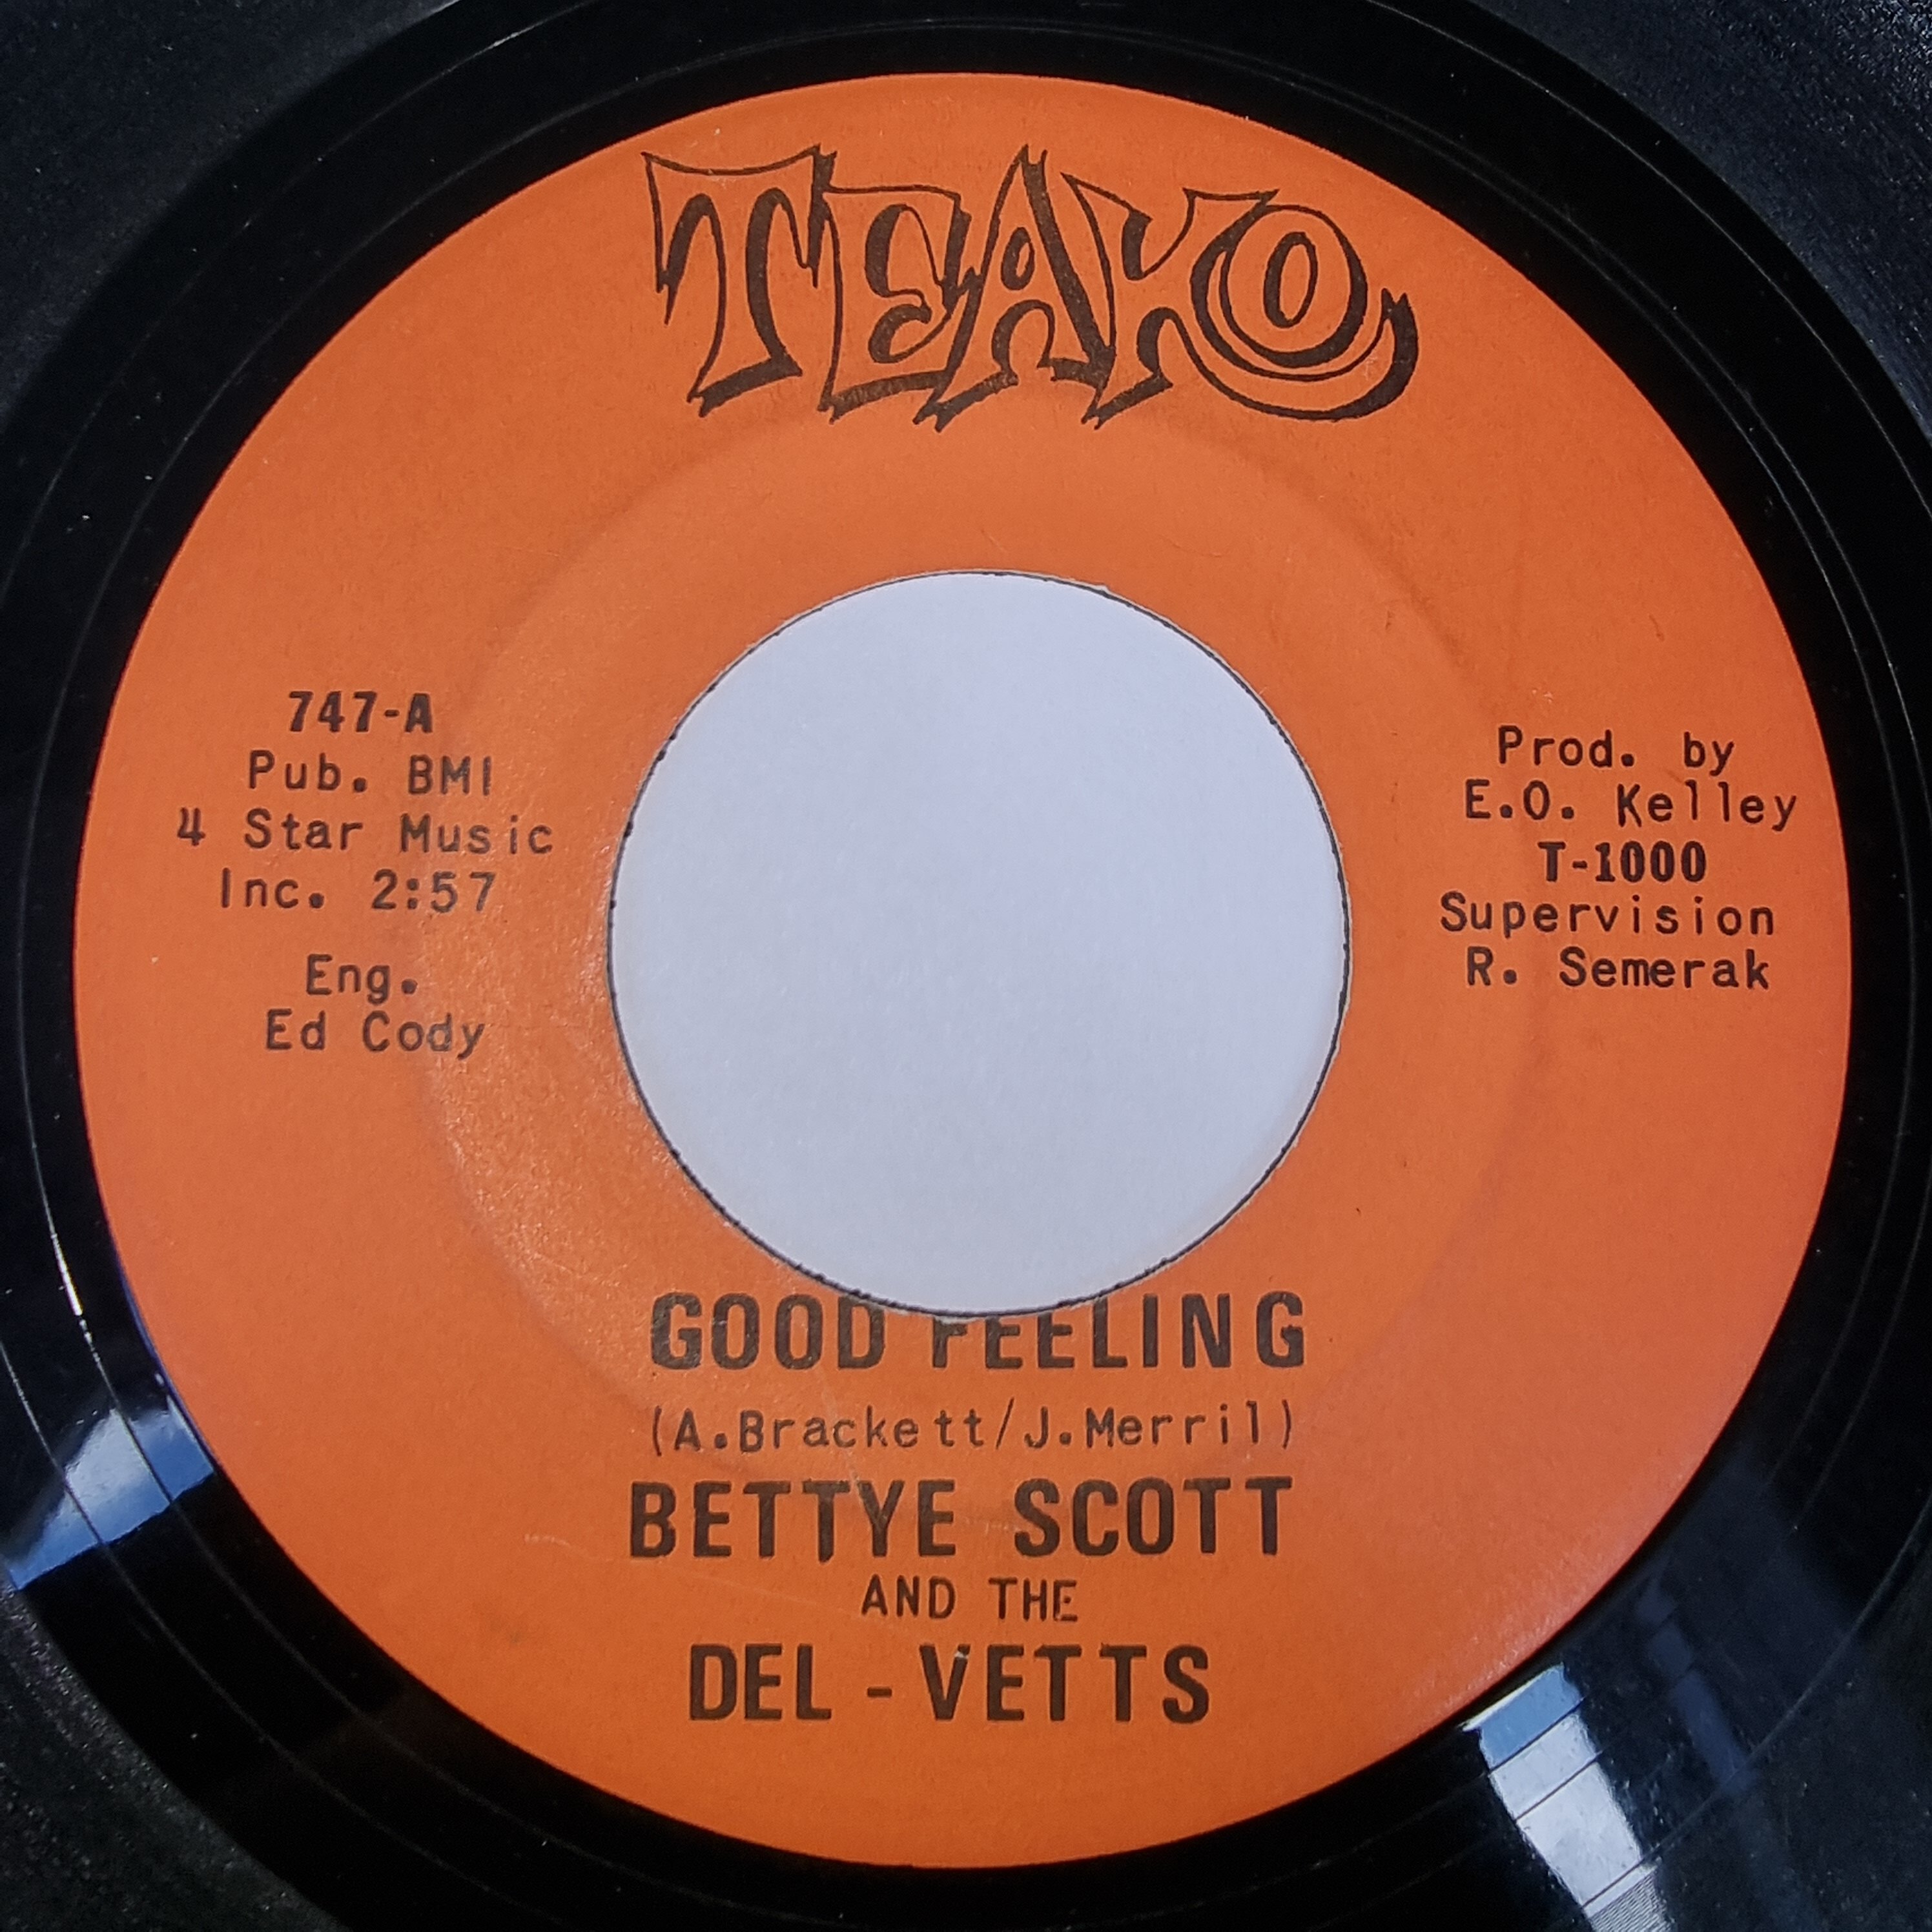 TEAKO
747-A
Pub. BMI
4 Star Music
Inc. 2:57
Eng.
Ed Cody
Prod. by
E.O. Kelley
T-1000
Supervision
R. Semerak
GOOD FEELING
(A.Brackett/J.Merril)
BETTYE SCOTT
AND THE
DEL-VETTS